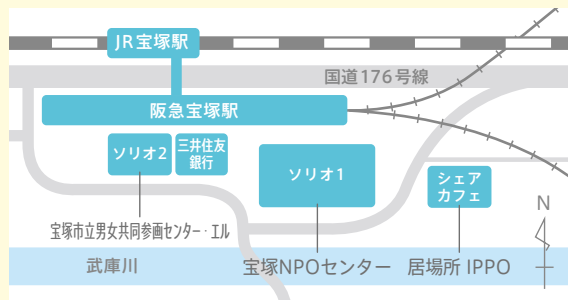 JR宝塚駅
国道176号線
阪急宝塚駅
ソリオ2
三井住友
銀行
ソリオ1
シェア
カフェ
N
宝塚市立男女共同参画センター・エル
武庫川
宝塚NPOセンター
居場所 IPPO